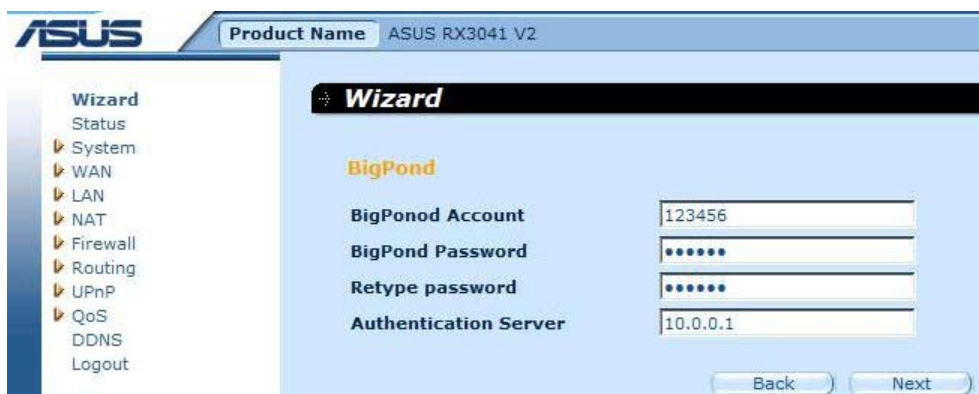 ASUS
Product Name ASUS RX3041 V2
Wizard
Status
System
WAN
LAN
NAT
Firewall
Routing
UPnP
QoS
DDNS
Logout
Wizard
BigPond
BigPonod Account 123456
BigPond Password ••••••
Retype password ••••••
Authentication Server 10.0.0.1
Back Next